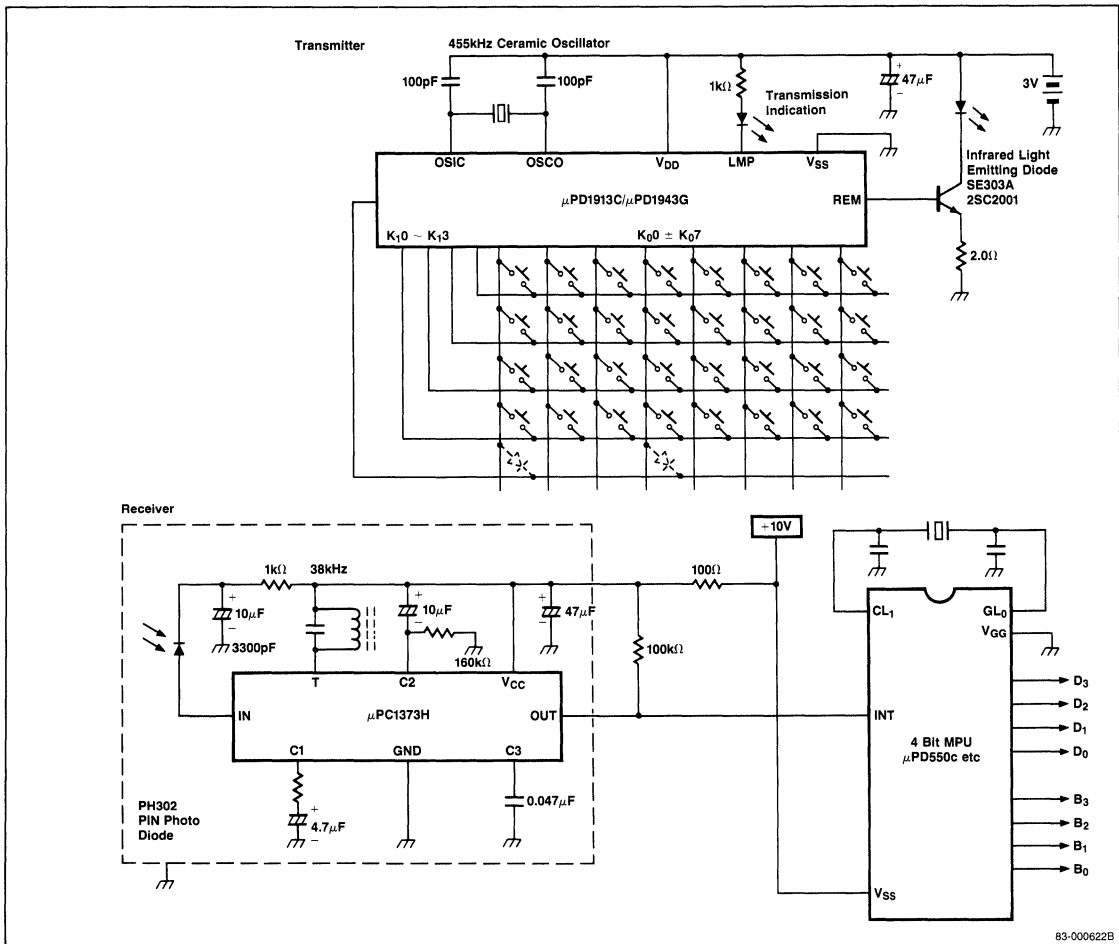 Transmitter
455kHz Ceramic Oscillator
100pF
100pF
1kΩ
Transmission
Indication
+
47μF
−
3V
OSIC
OSCO
VDD
LMP
VSS
μPD1913C/μPD1943G
REM
Infrared Light
Emitting Diode
SE303A
2SC2001
K10 ~ K13
K00 ± K07
2.0Ω
Receiver
+10V
1kΩ
38kHz
100Ω
+
10μF
−
+
10μF
−
+
47μF
−
3300pF
160kΩ
100kΩ
CL1
GL0
VGG
T
C2
VCC
IN
μPC1373H
OUT
INT
C1
GND
C3
4 Bit MPU
μPD550c etc
D3
D2
D1
D0
B3
B2
B1
B0
PH302
PIN Photo
Diode
+
4.7μF
−
0.047μF
VSS
83-000622B